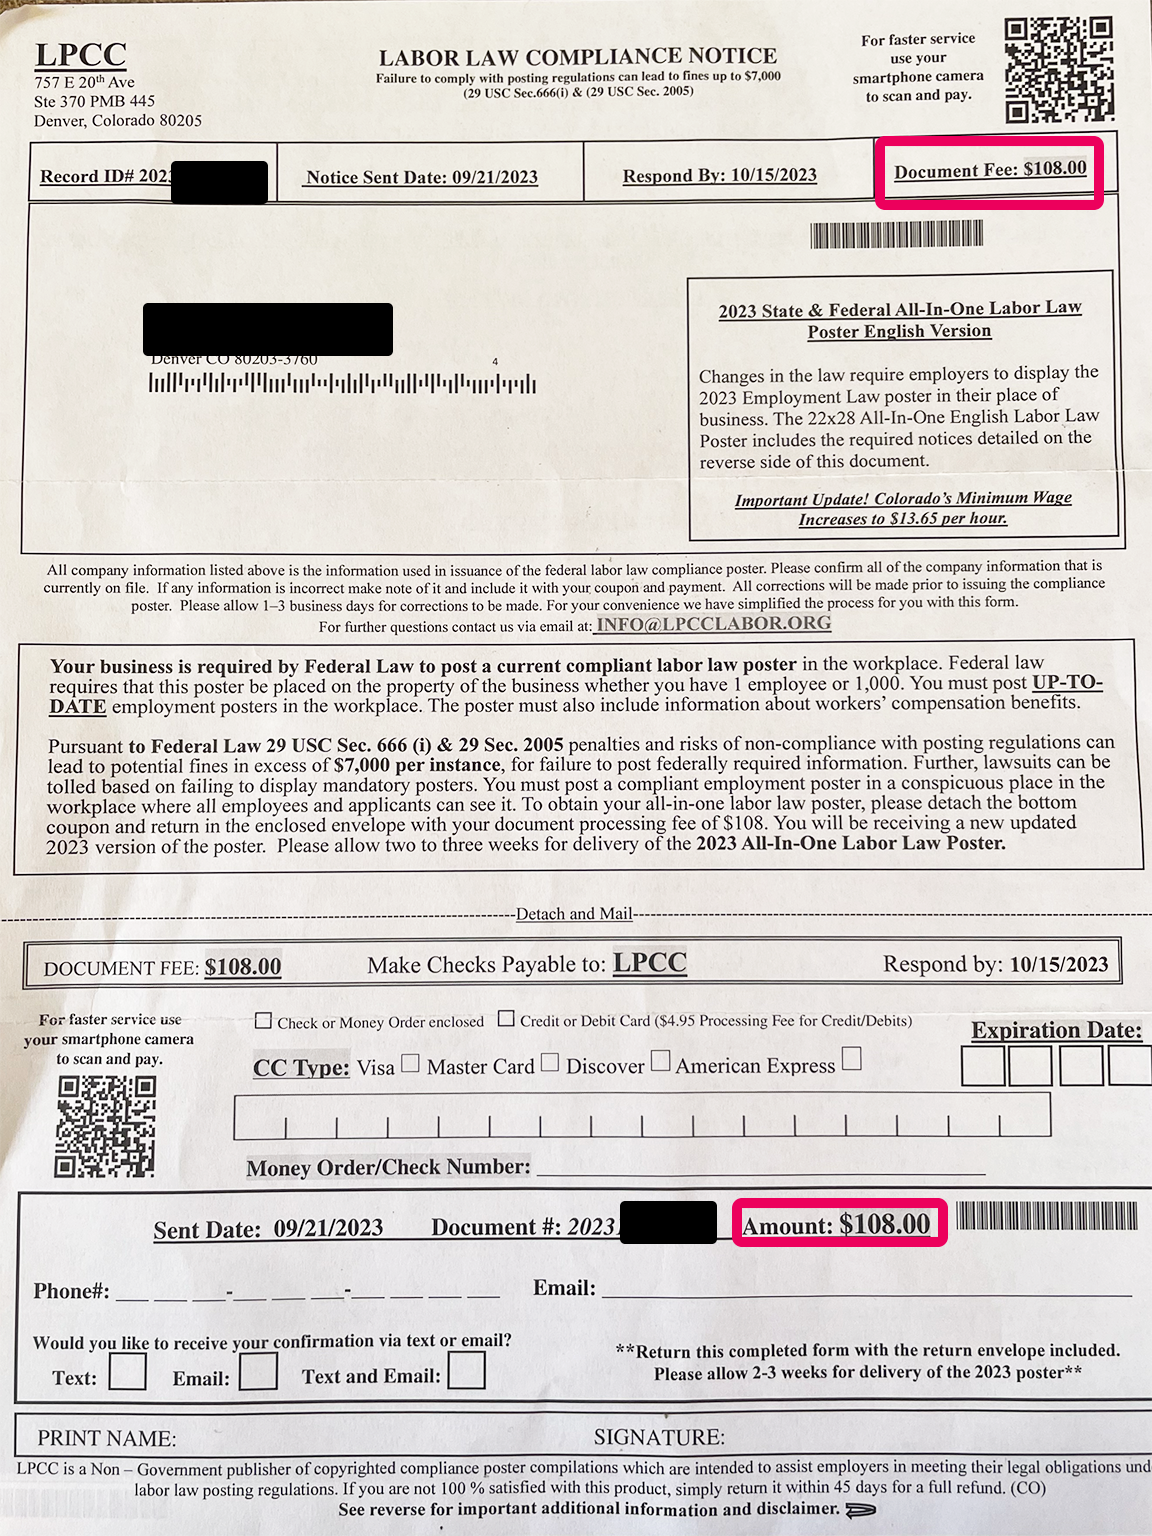 LPCC
757 E 20th Ave
Ste 370 PMB 445
Denver, Colorado 80205
LABOR LAW COMPLIANCE NOTICE
Failure to comply with posting regulations can lead to fines up to $7,000
(29 USC Sec.666(i) & (29 USC Sec. 2005)
For faster service
use your
smartphone camera
to scan and pay.
Record ID# 2023
Notice Sent Date: 09/21/2023
Respond By: 10/15/2023
Document Fee: $108.00
Denver CO 80203-3760
4
2023 State & Federal All-In-One Labor Law
Poster English Version
Changes in the law require employers to display the
2023 Employment Law poster in their place of
business. The 22x28 All-In-One English Labor Law
Poster includes the required notices detailed on the
reverse side of this document.
Important Update! Colorado's Minimum Wage
Increases to $13.65 per hour.
All company information listed above is the information used in issuance of the federal labor law compliance poster. Please confirm all of the company information that is
currently on file. If any information is incorrect make note of it and include it with your coupon and payment. All corrections will be made prior to issuing the compliance
poster. Please allow 1–3 business days for corrections to be made. For your convenience we have simplified the process for you with this form.
For further questions contact us via email at: INFO@LPCCLABOR.ORG
Your business is required by Federal Law to post a current compliant labor law poster in the workplace. Federal law
requires that this poster be placed on the property of the business whether you have 1 employee or 1,000. You must post UP-TO-
DATE employment posters in the workplace. The poster must also include information about workers' compensation benefits.
Pursuant to Federal Law 29 USC Sec. 666 (i) & 29 Sec. 2005 penalties and risks of non-compliance with posting regulations can
lead to potential fines in excess of $7,000 per instance, for failure to post federally required information. Further, lawsuits can be
tolled based on failing to display mandatory posters. You must post a compliant employment poster in a conspicuous place in the
workplace where all employees and applicants can see it. To obtain your all-in-one labor law poster, please detach the bottom
coupon and return in the enclosed envelope with your document processing fee of $108. You will be receiving a new updated
2023 version of the poster. Please allow two to three weeks for delivery of the 2023 All-In-One Labor Law Poster.
Detach and Mail
DOCUMENT FEE: $108.00
Make Checks Payable to: LPCC
Respond by: 10/15/2023
For faster service use
your smartphone camera
to scan and pay.
Check or Money Order enclosed Credit or Debit Card ($4.95 Processing Fee for Credit/Debits)
Expiration Date:
CC Type: Visa Master Card Discover American Express
Money Order/Check Number:
Sent Date: 09/21/2023 Document #: 2023 Amount: $108.00
Phone#: - - Email:
Would you like to receive your confirmation via text or email?
Text: Email: Text and Email:
**Return this completed form with the return envelope included.
Please allow 2-3 weeks for delivery of the 2023 poster**
PRINT NAME: SIGNATURE:
LPCC is a Non – Government publisher of copyrighted compliance poster compilations which are intended to assist employers in meeting their legal obligations und
labor law posting regulations. If you are not 100 % satisfied with this product, simply return it within 45 days for a full refund. (CO)
See reverse for important additional information and disclaimer.